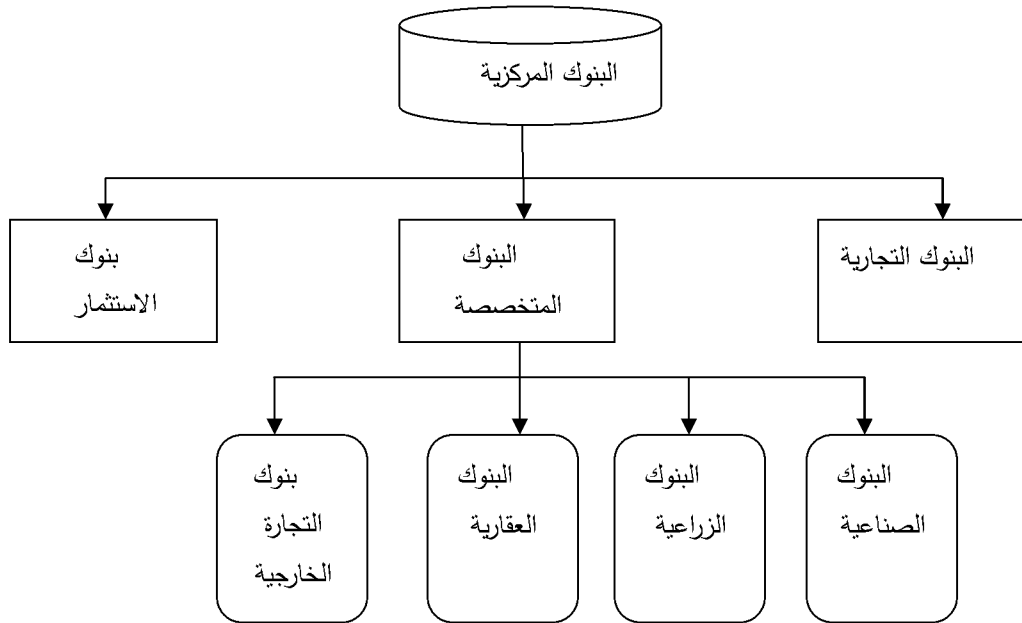 البنوك المركزية
البنوك التجارية
البنوك
المتخصصة
بنوك
الاستثمار
البنوك
الصناعية
البنوك
الزراعية
البنوك
العقارية
بنوك
التجارة
الخارجية